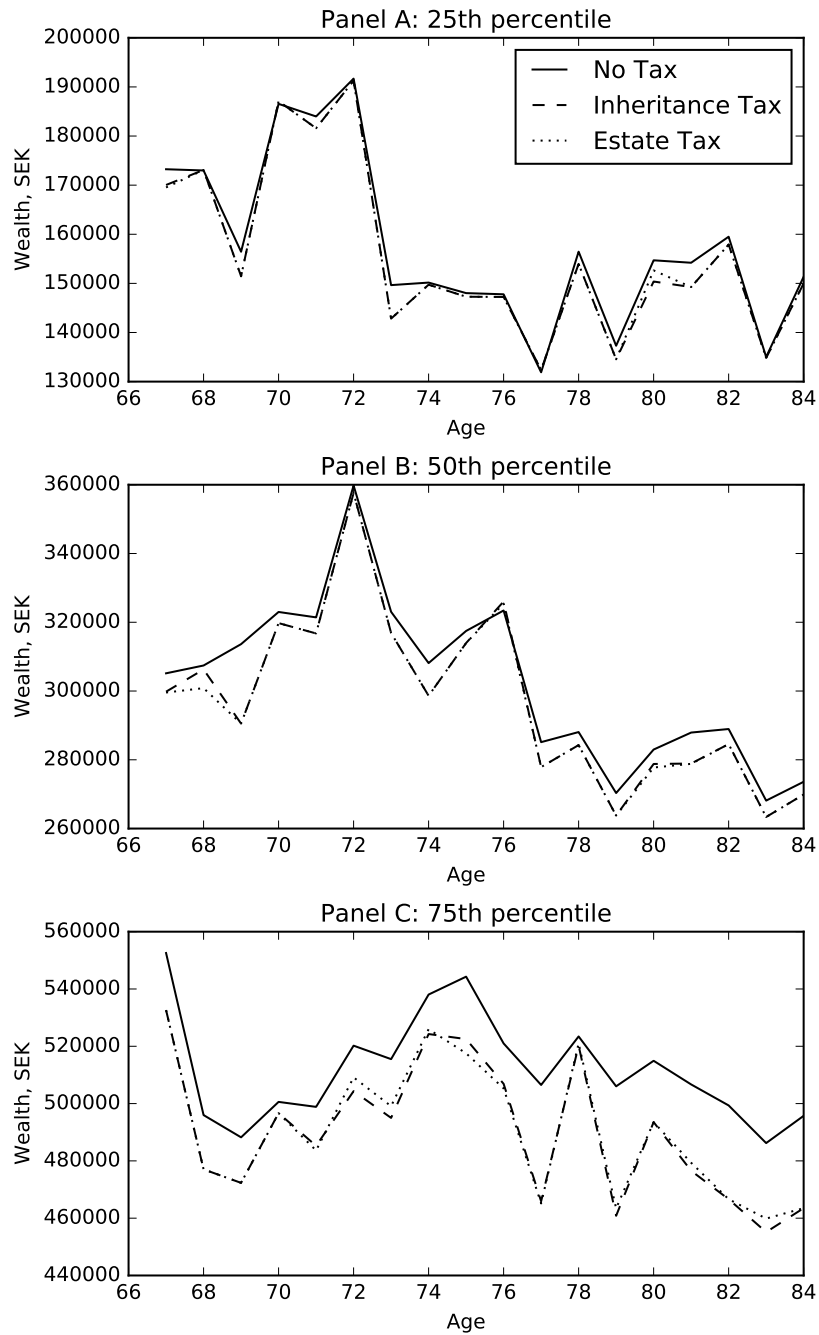 Panel A: 25th percentile
200000
190000
180000
170000
160000
150000
140000
130000
Wealth, SEK
No Tax
Inheritance Tax
Estate Tax
66 68 70 72 74 76 78 80 82 84
Age
Panel B: 50th percentile
360000
340000
320000
300000
280000
260000
Wealth, SEK
66 68 70 72 74 76 78 80 82 84
Age
Panel C: 75th percentile
560000
540000
520000
500000
480000
460000
440000
Wealth, SEK
66 68 70 72 74 76 78 80 82 84
Age